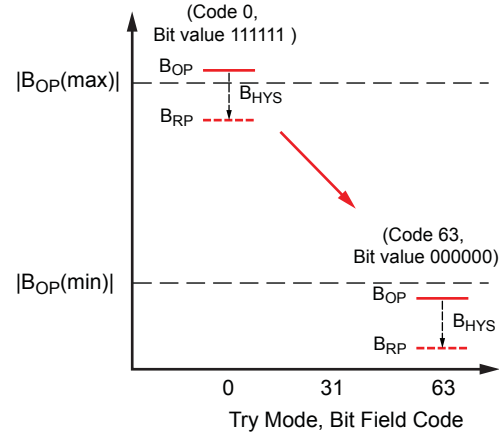 (Code 0,
Bit value 111111 )
|BOP(max)|
BOP
BHYS
BRP
(Code 63,
Bit value 000000)
|BOP(min)|
BOP
BHYS
BRP
0 31 63
Try Mode, Bit Field Code